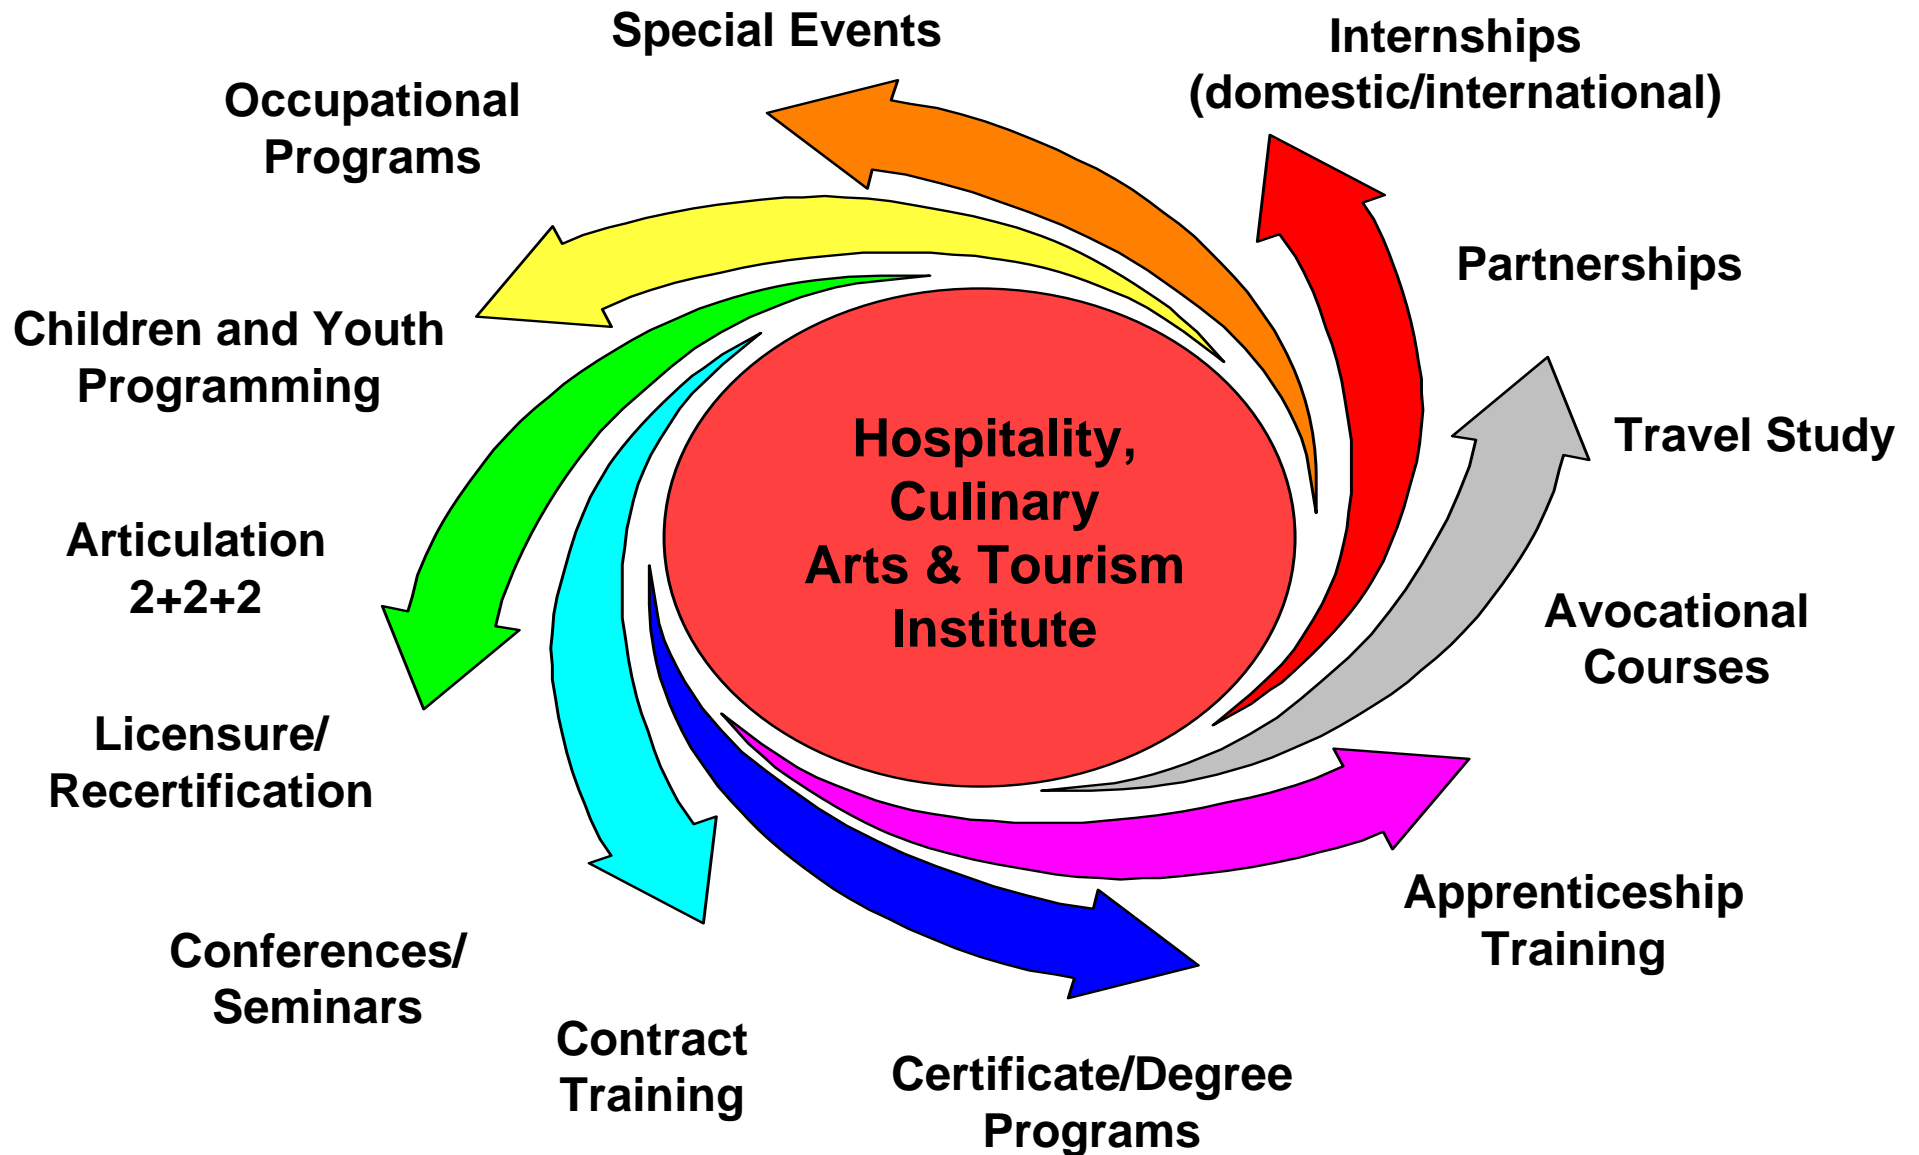 Special Events
Internships
(domestic/international)
Occupational
Programs
Partnerships
Children and Youth
Programming
Travel Study
Hospitality,
Culinary
Arts & Tourism
Institute
Articulation
2+2+2
Avocational
Courses
Licensure/
Recertification
Apprenticeship
Training
Conferences/
Seminars
Contract
Training
Certificate/Degree
Programs